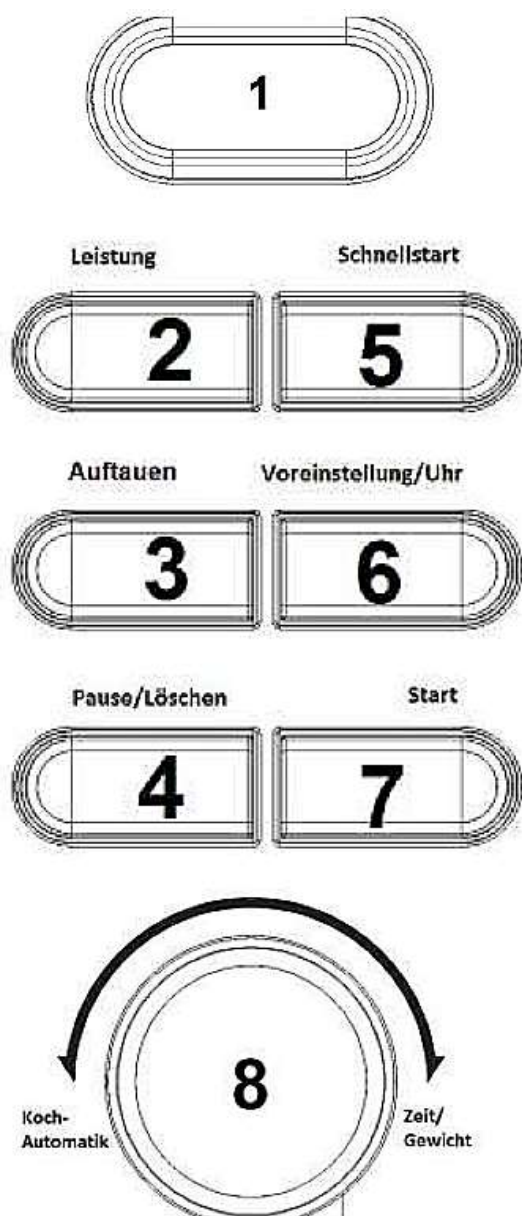 1
Leistung Schnellstart
2 5
Auftauen Voreinstellung/Uhr
3 6
Pause/Löschen Start
4 7
8
Koch- Zeit/
Automatik Gewicht